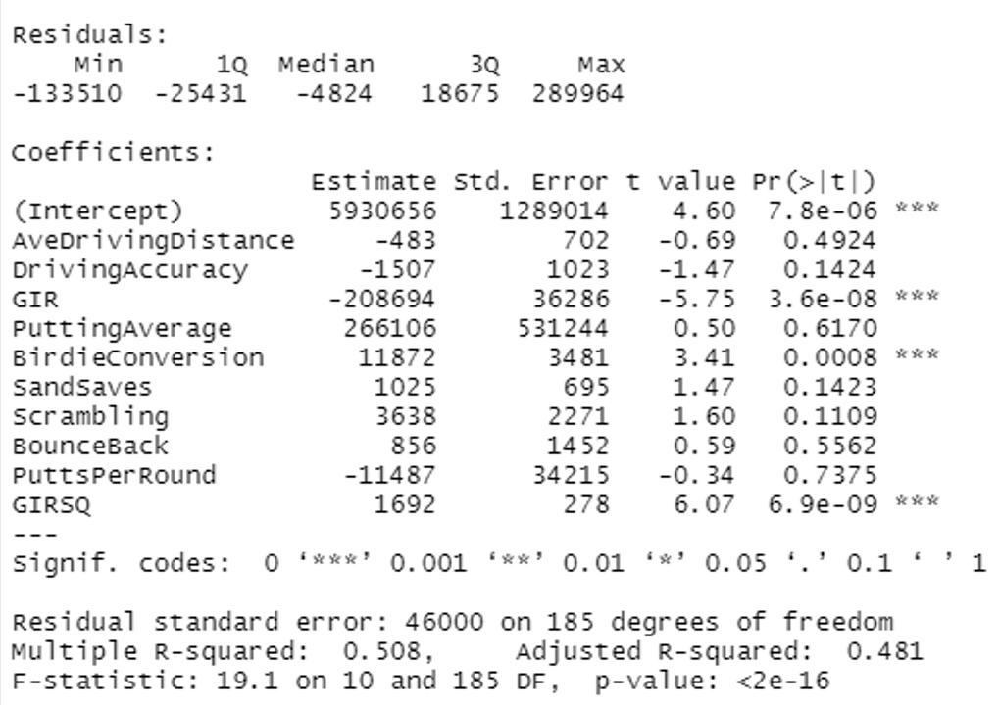 Residuals:
    Min      1Q  Median      3Q     Max
-133510  -25431   -4824   18675  289964
Coefficients:
                   Estimate Std. Error t value Pr(>|t|)
(Intercept)         5930656    1289014    4.60  7.8e-06 ***
AveDrivingDistance     -483        702   -0.69   0.4924
DrivingAccuracy       -1507       1023   -1.47   0.1424
GIR                 -208694      36286   -5.75  3.6e-08 ***
PuttingAverage       266106     531244    0.50   0.6170
BirdieConversion      11872       3481    3.41   0.0008 ***
SandSaves              1025        695    1.47   0.1423
Scrambling             3638       2271    1.60   0.1109
BounceBack              856       1452    0.59   0.5562
PuttsPerRound        -11487      34215   -0.34   0.7375
GIRSQ                  1692        278    6.07  6.9e-09 ***
---
Signif. codes:  0 ‘***’ 0.001 ‘**’ 0.01 ‘*’ 0.05 ‘.’ 0.1 ‘ ’ 1
Residual standard error: 46000 on 185 degrees of freedom
Multiple R-squared:  0.508,     Adjusted R-squared:  0.481
F-statistic: 19.1 on 10 and 185 DF,  p-value: <2e-16